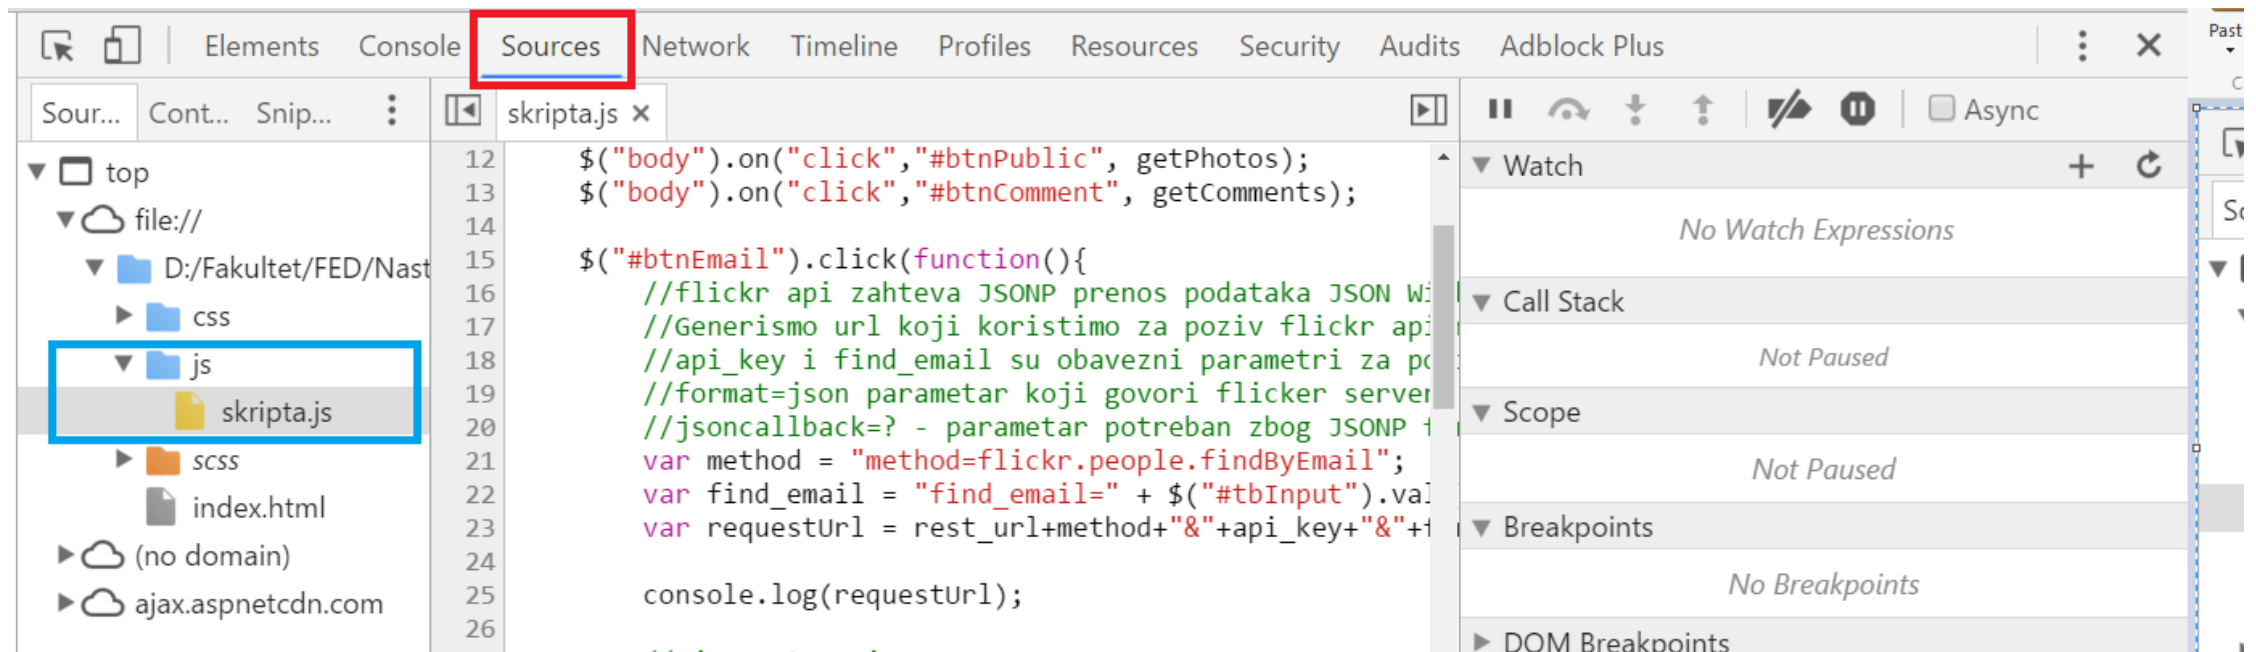 Elements Console Sources Network Timeline Profiles Resources Security Audits Adblock Plus
Sour... Cont... Snip...
top
file://
D:/Fakultet/FED/Nast
css
js
skripta.js
scss
index.html
(no domain)
ajax.aspnetcdn.com
skripta.js
12 $("body").on("click","#btnPublic", getPhotos);
13 $("body").on("click","#btnComment", getComments);
14
15 $("#btnEmail").click(function(){
16 //flickr api zahteva JSONP prenos podataka JSON Wi
17 //Generismo url koji koristimo za poziv flickr api
18 //api_key i find_email su obavezni parametri za po
19 //format=json parametar koji govori flicker server
20 //jsoncallback=? - parametar potreban zbog JSONP f
21 var method = "method=flickr.people.findByEmail";
22 var find_email = "find_email=" + $("#tbInput").val
23 var requestUrl = rest_url+method+"&"+api_key+"&"+f
24
25 console.log(requestUrl);
26
Async
Watch
No Watch Expressions
Call Stack
Not Paused
Scope
Not Paused
Breakpoints
No Breakpoints
DOM Breakpoints
Past